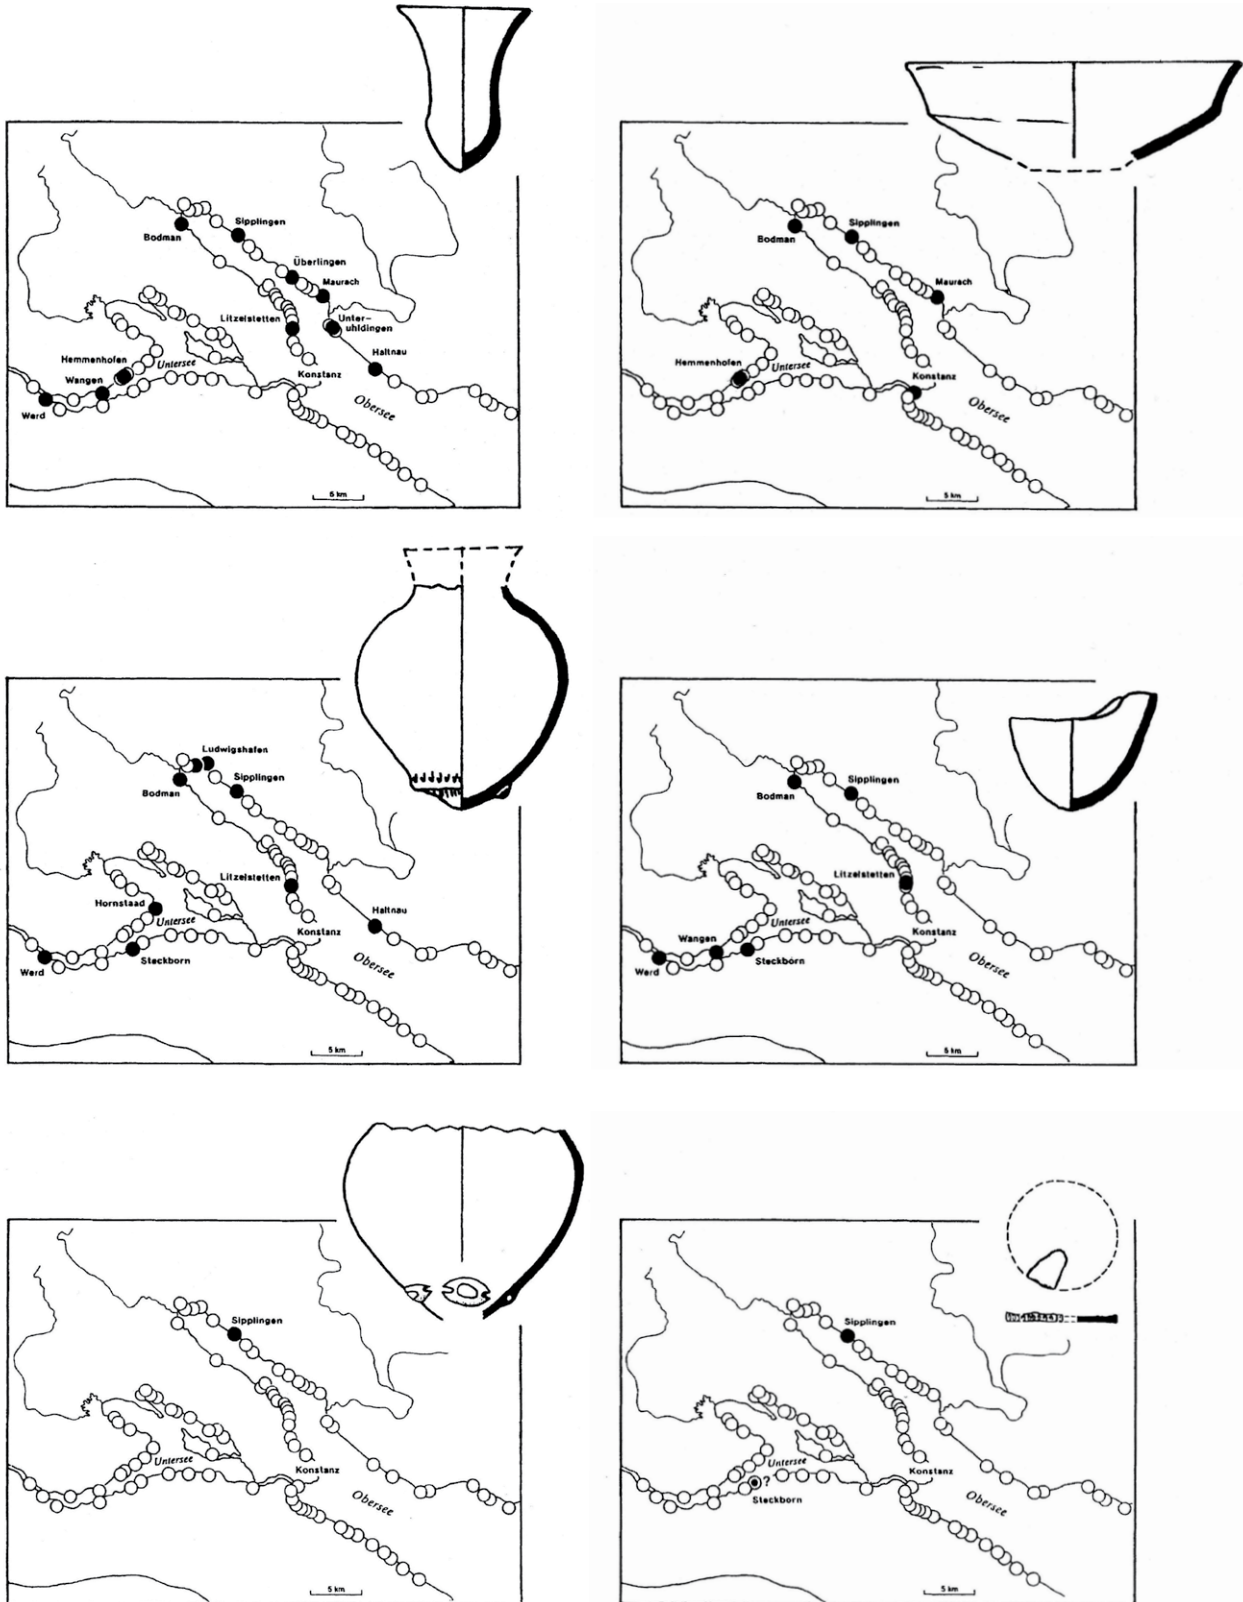 Sipplingen
Bodman
Überlingen
Maurach
Litzelstetten
Unter-
uhldingen
Hemmenhofen
Untersee
Haltnau
Wangen
Konstanz
Werd
Obersee
5 km
Sipplingen
Bodman
Maurach
Hemmenhofen
Untersee
Konstanz
Obersee
5 km
Ludwigshafen
Sipplingen
Bodman
Litzelstetten
Hornstaad
Haltnau
Untersee
Konstanz
Werd
Steckborn
Obersee
5 km
Sipplingen
Bodman
Litzelstetten
Untersee
Wangen
Konstanz
Steckborn
Werd
Obersee
5 km
Sipplingen
Untersee
Konstanz
Obersee
5 km
Sipplingen
Untersee
Konstanz
?
Steckborn
Obersee
5 km